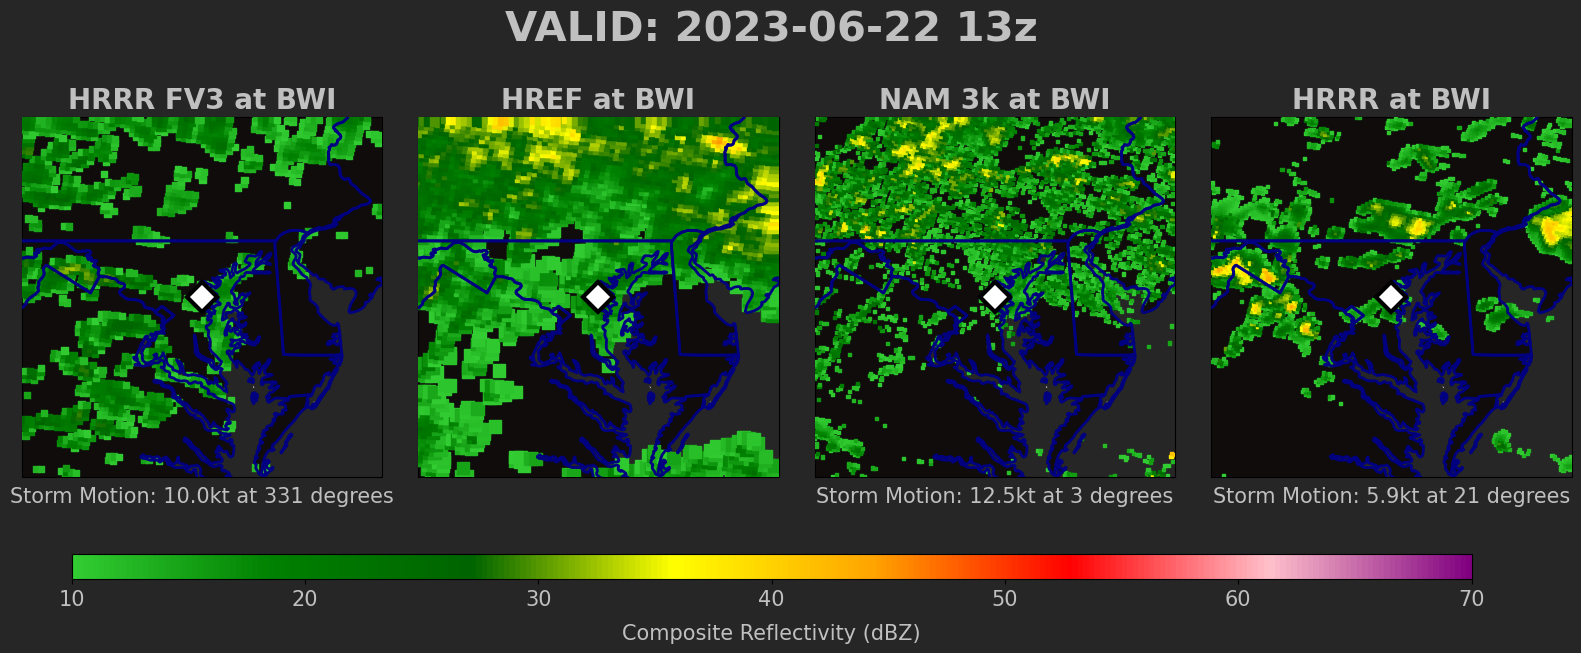 VALID: 2023-06-22 13z
HRRR FV3 at BWI
HREF at BWI
NAM 3k at BWI
HRRR at BWI
Storm Motion: 10.0kt at 331 degrees
Storm Motion: 12.5kt at 3 degrees
Storm Motion: 5.9kt at 21 degrees
10 20 30 40 50 60 70
Composite Reflectivity (dBZ)